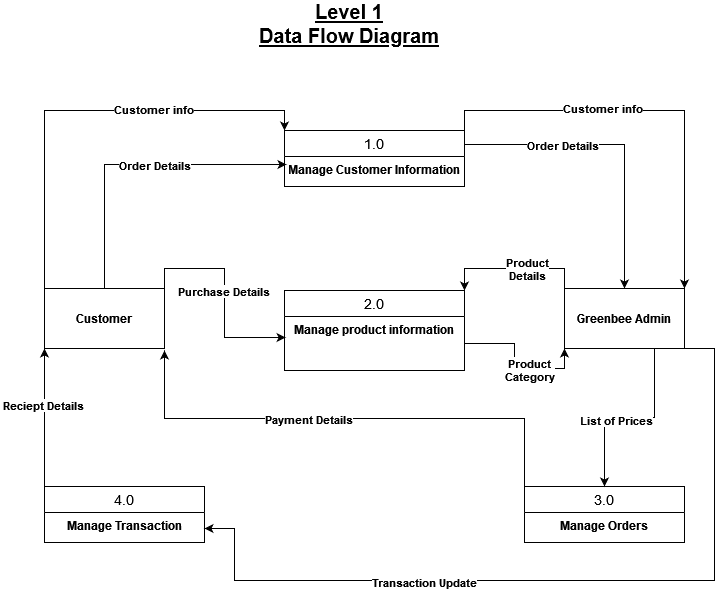 Level 1
Data Flow Diagram
Customer info
Customer info
1.0
Order Details
Order Details
Manage Customer Information
Product
Details
Purchase Details
2.0
Customer
Manage product information
Greenbee Admin
Product
Category
Reciept Details
Payment Details
List of Prices
4.0
3.0
Manage Transaction
Manage Orders
Transaction Update